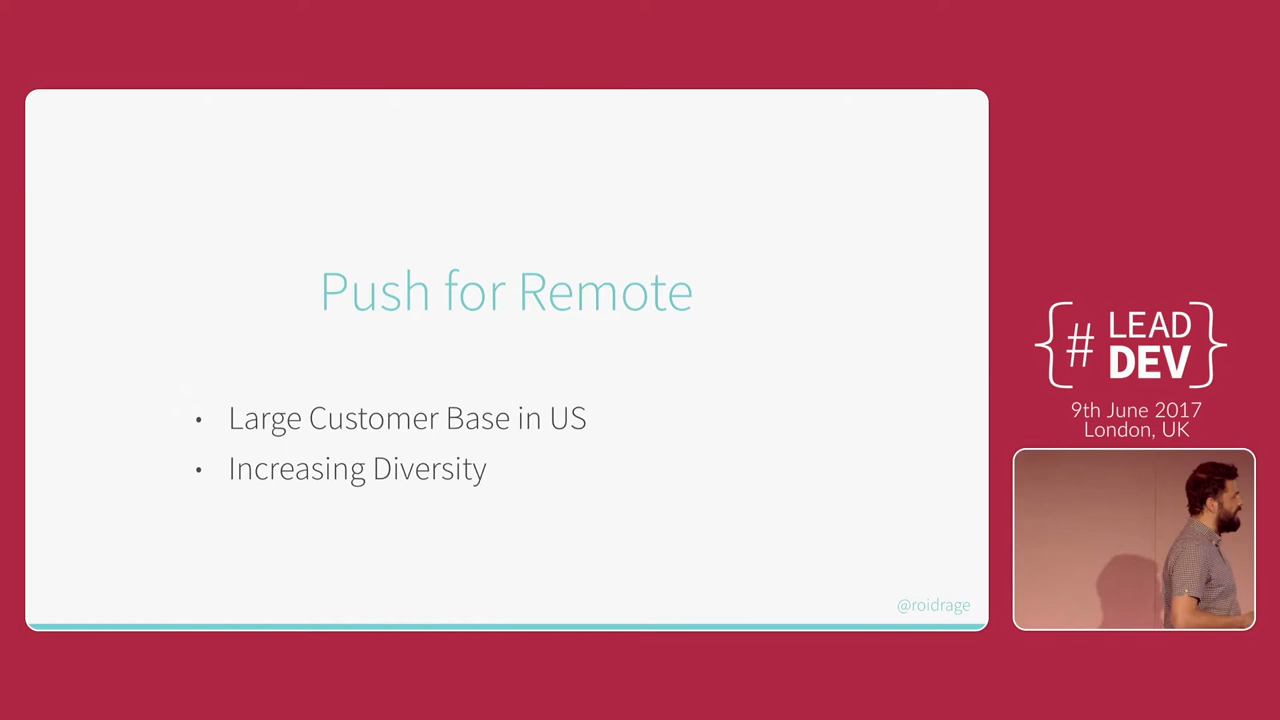 Push for Remote
• Large Customer Base in US
• Increasing Diversity
@roidrage
{# LEAD
DEV}
9th June 2017
London, UK